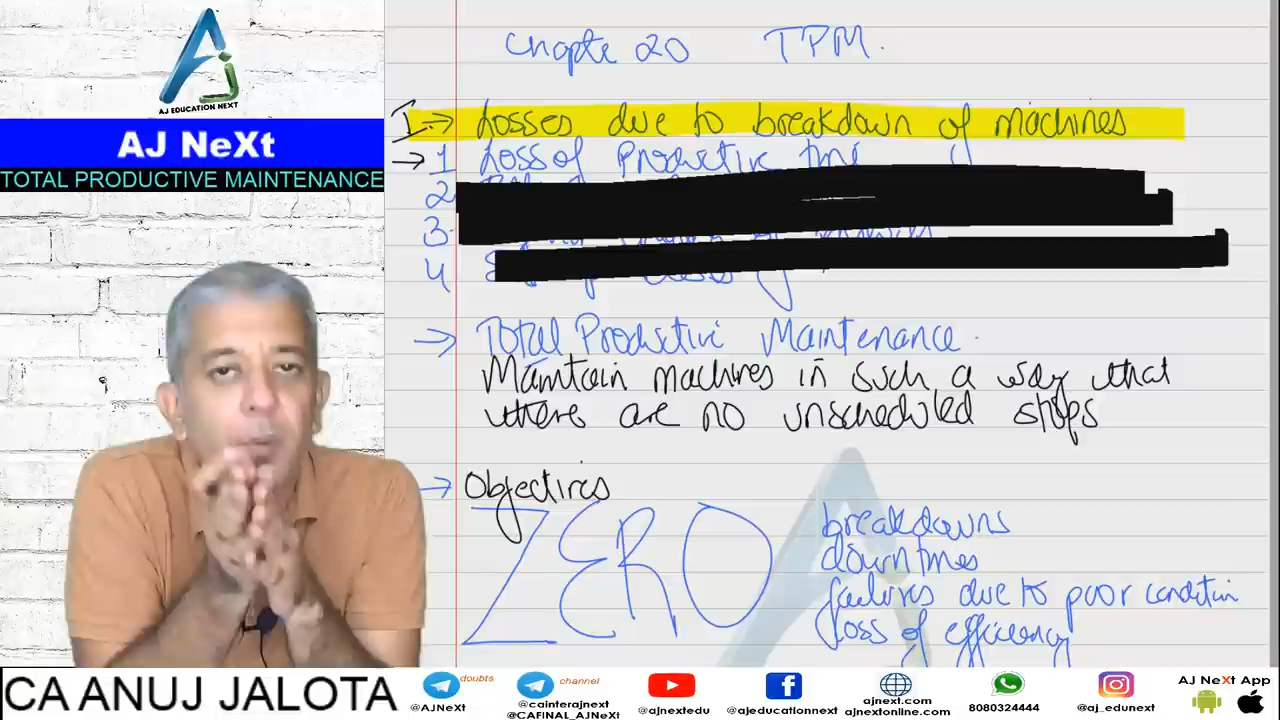 Chapte 20 TPM.
AJ EDUCATION NEXT
AJ NeXt
TOTAL PRODUCTIVE MAINTENANCE
I → Losses due to breakdown of machines
→ 1 Loss of Productive time
2
3.
4
→ Total Productive Maintenance.
Maintain machines in such a way that
there are no unscheduled stops
→ Objectives
ZERO
breakdowns
downtimes
failures due to poor condition
loss of efficiency
CA ANUJ JALOTA
doubts
@AJNeXt
channel
@cainterajnext
@CAFINAL_AJNeXt
@ajnextedu
@ajeducationnext
ajnext.com
ajnextonline.com
8080324444
@aj_edunext
AJ NeXt App